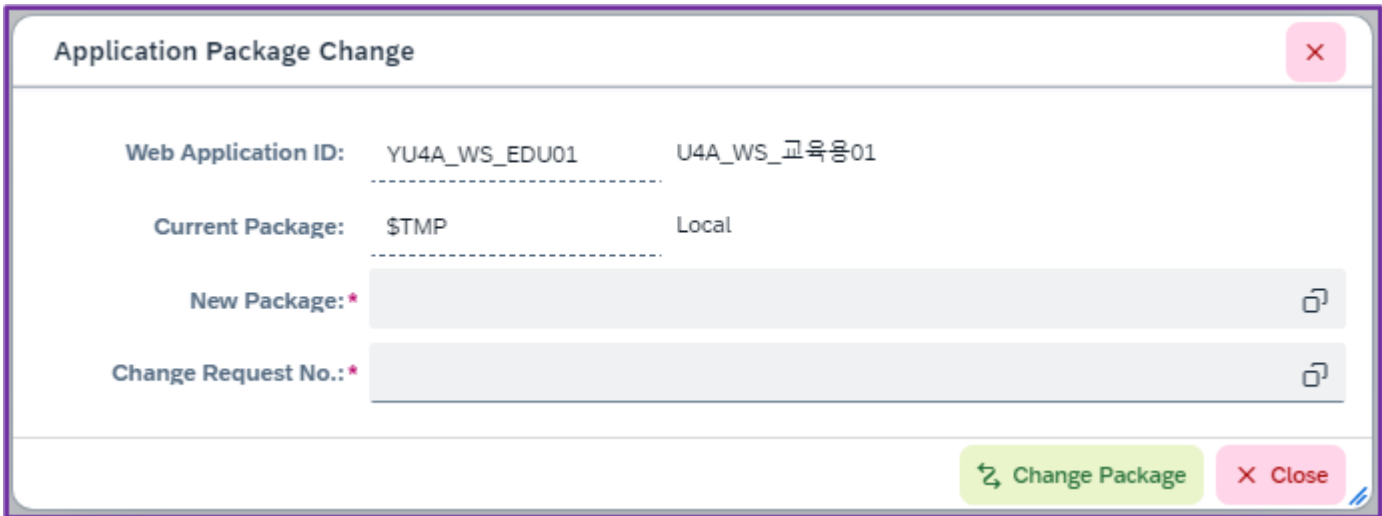 Application Package Change
Web Application ID: YU4A_WS_EDU01 U4A_WS_교육용01
Current Package: $TMP Local
New Package:*
Change Request No.:*
Change Package Close